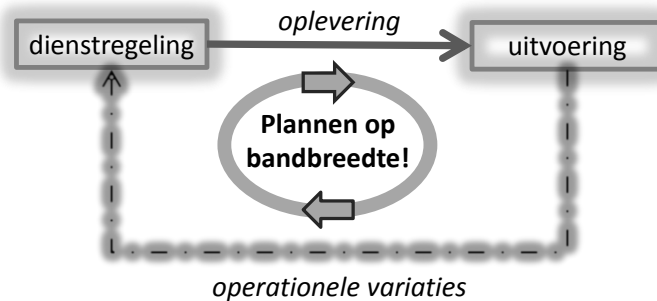 oplevering
dienstregeling
uitvoering
Plannen op
bandbreedte!
operationele variaties